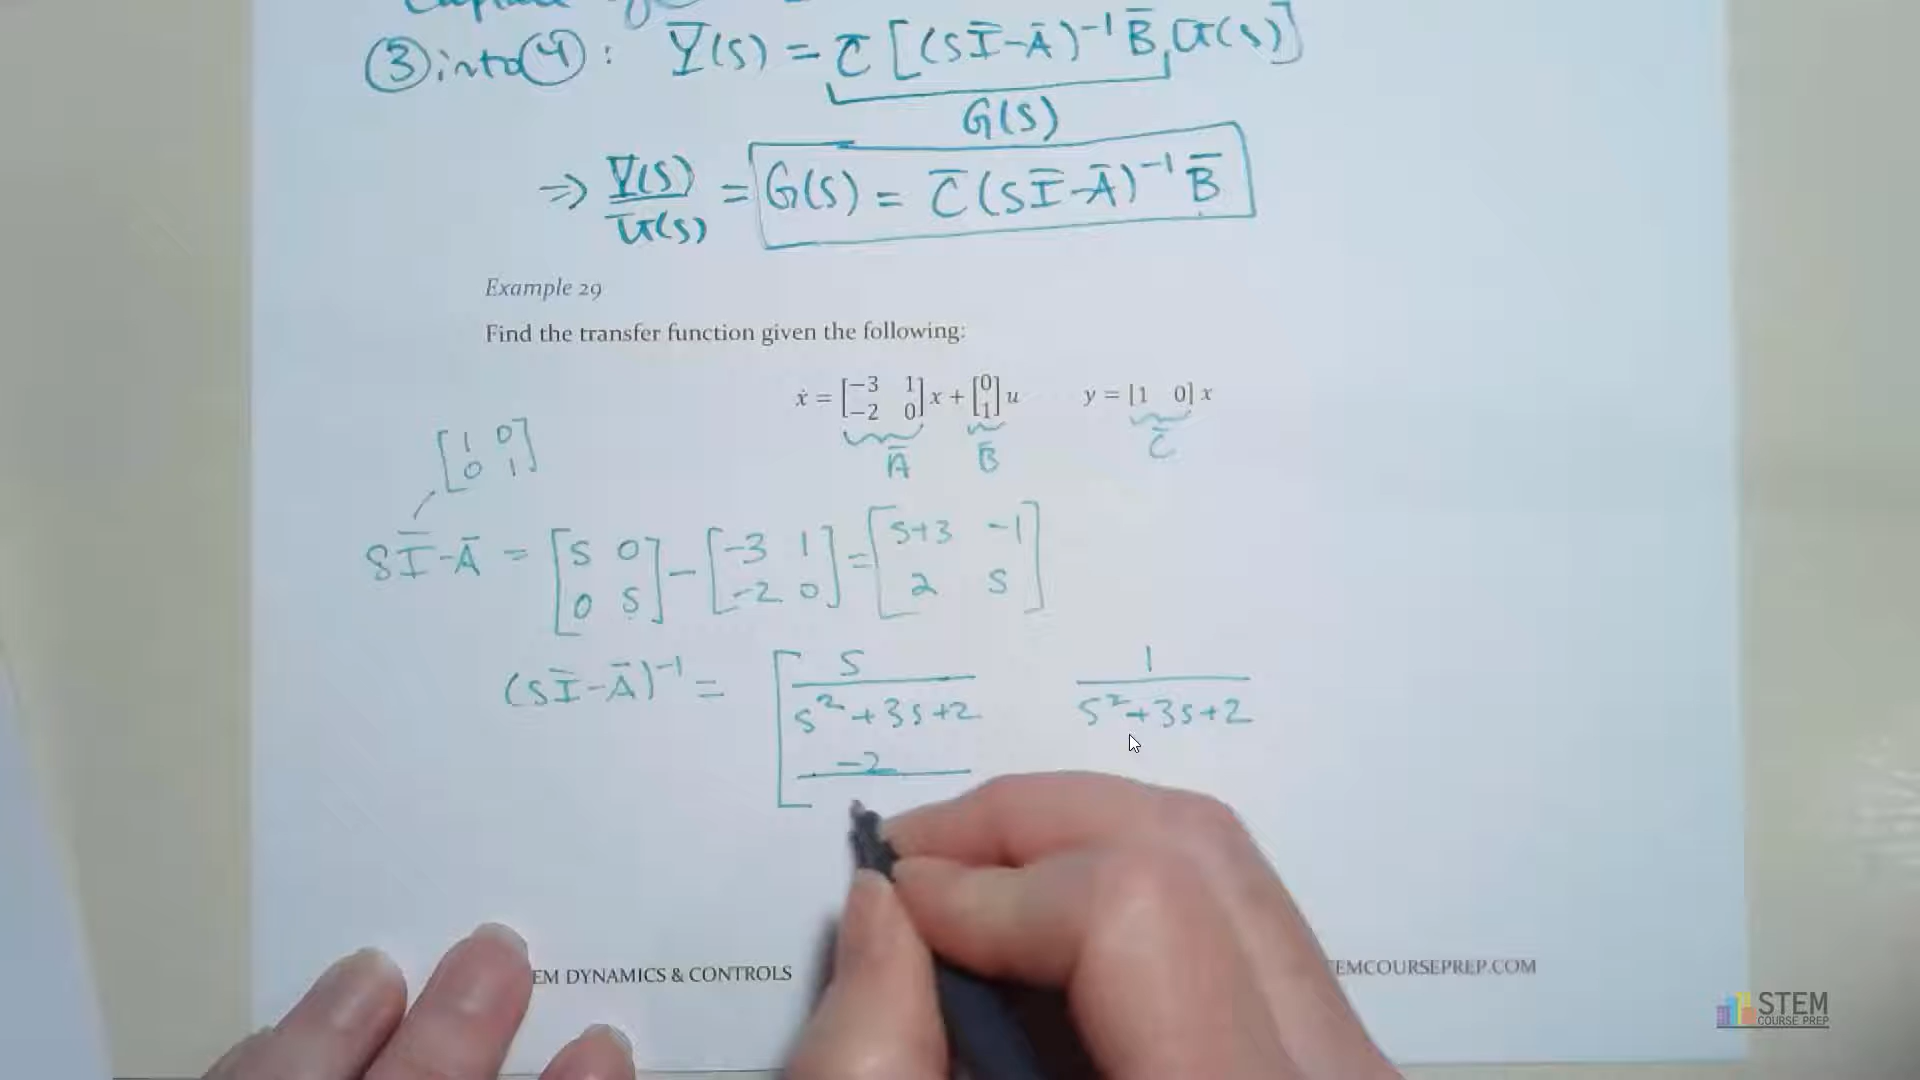 ③ into ④: Y̅(s) = C̅ [(sI̅-A̅)⁻¹ B̅ U(s)]
G(s)
⇒ Y̅(s)/U(s) = G(s) = C̅(sI̅-A̅)⁻¹ B̅
Example 29
Find the transfer function given the following:
ẋ = [−3 1; −2 0] x + [0; 1] u y = [1 0] x
A̅ B̅ C̅
[1 0; 0 1]
sI̅-A̅ = [s 0; 0 s] - [-3 1; -2 0] = [s+3 -1; 2 s]
(sI̅-A̅)⁻¹ = [ s/(s²+3s+2) 1/(s²+3s+2)
-2
EM DYNAMICS & CONTROLS
EMCOURSEPREP.COM
STEM
COURSE PREP